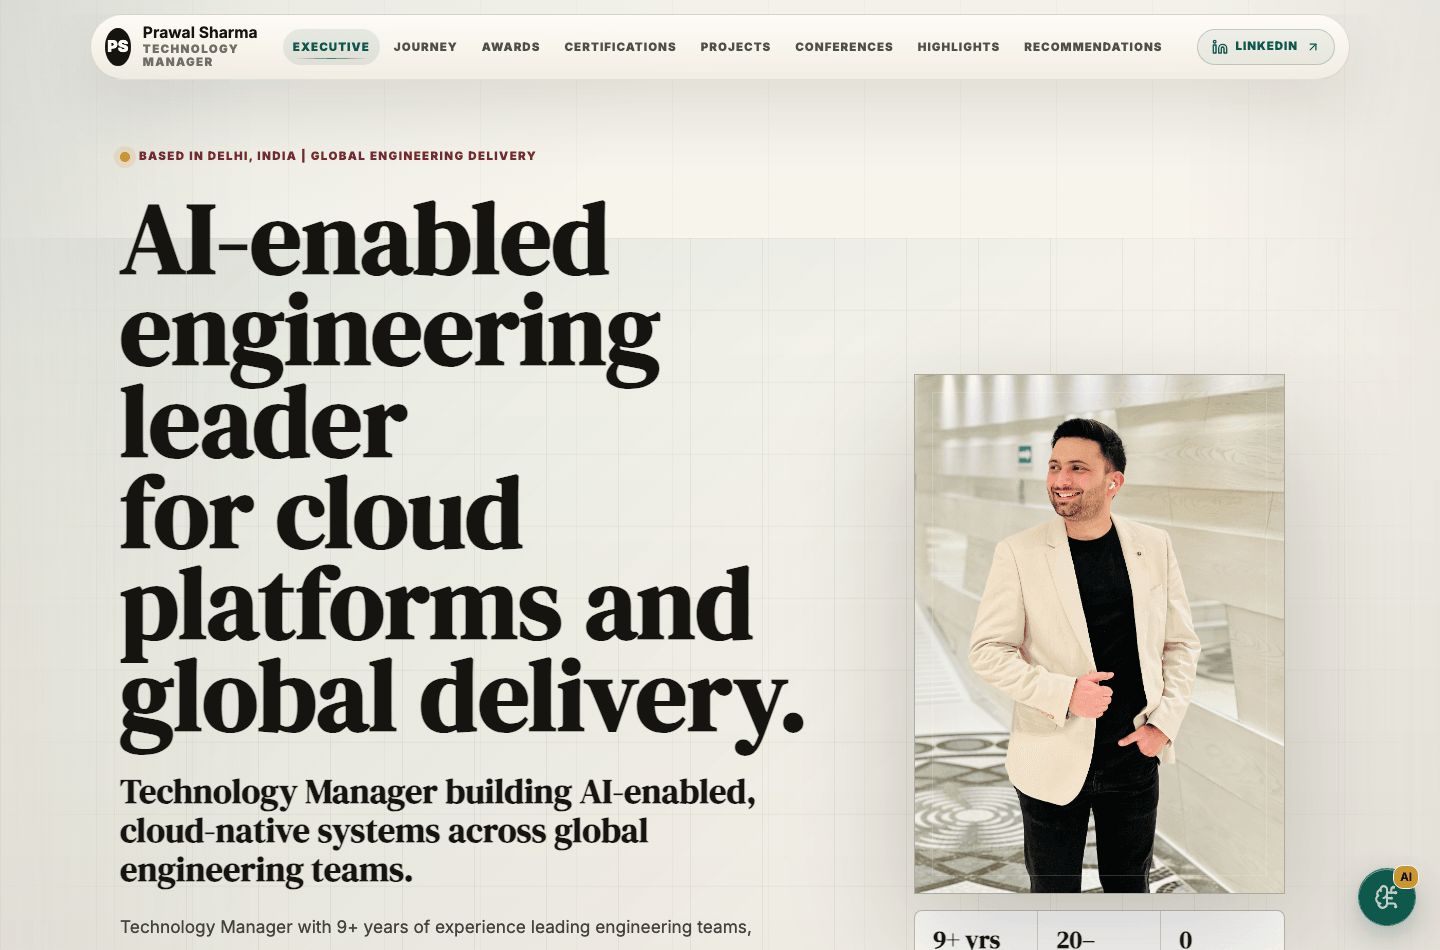 PS
Prawal Sharma
TECHNOLOGY
MANAGER
EXECUTIVE
JOURNEY
AWARDS
CERTIFICATIONS
PROJECTS
CONFERENCES
HIGHLIGHTS
RECOMMENDATIONS
LINKEDIN
BASED IN DELHI, INDIA | GLOBAL ENGINEERING DELIVERY
AI-enabled
engineering
leader
for cloud
platforms and
global delivery.
Technology Manager building AI-enabled,
cloud-native systems across global
engineering teams.
Technology Manager with 9+ years of experience leading engineering teams,
9+ yrs
20–
0
AI